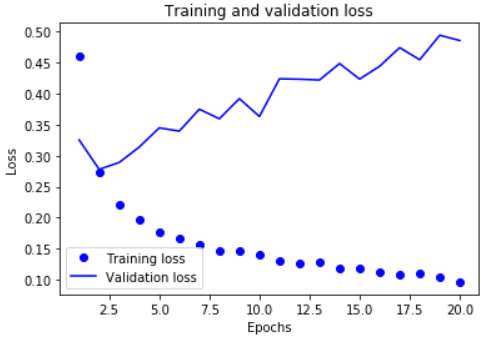 Training and validation loss
0.50
0.45
0.40
0.35
0.30
0.25
0.20
0.15
0.10
Loss
Training loss
Validation loss
2.5 5.0 7.5 10.0 12.5 15.0 17.5 20.0
Epochs